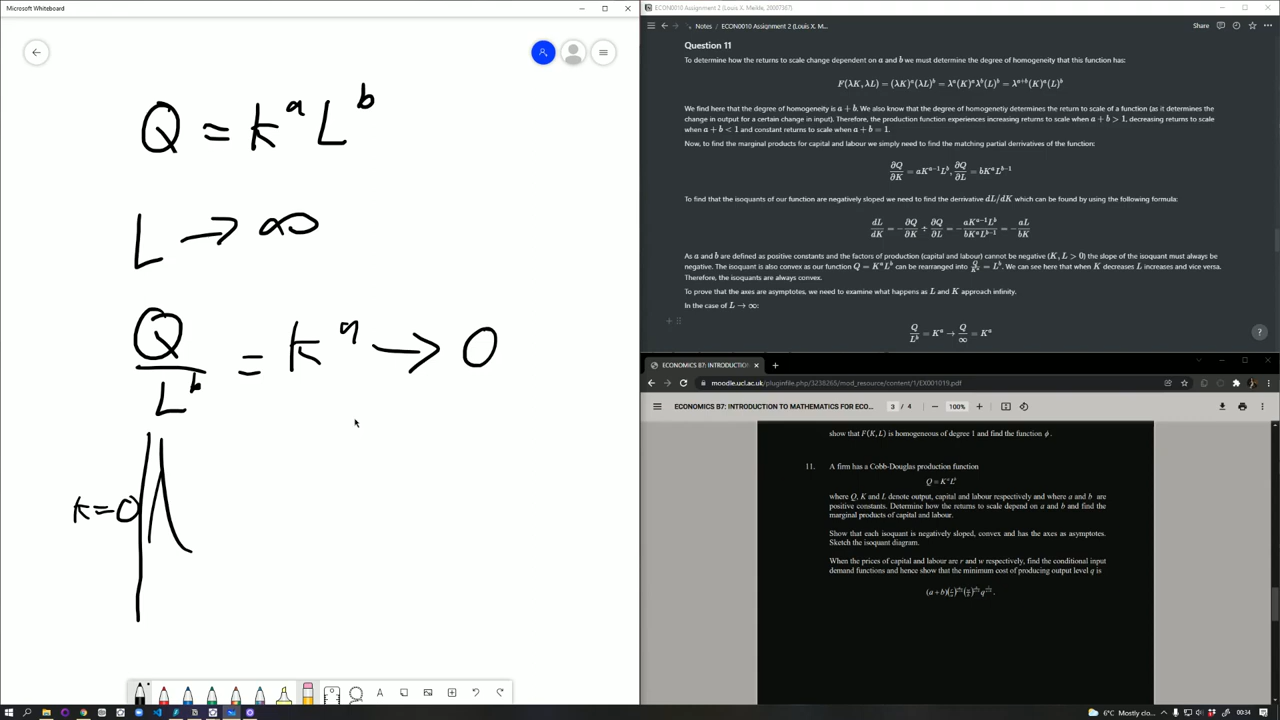 Microsoft Whiteboard
Q = K^a L^b
L → ∞
Q / L^b = K^a → 0
K=0
ECON0010 Assignment 2 (Louis X. M
Notes / ECON0010 Assignment 2 (Louis X. M...
Share
Question 11
To determine how the returns to scale change dependent on a and b we must determine the degree of homogeneity that this function has:
F(λK, λL) = (λK)^a(λL)^b = λ^a(K)^aλ^b(L)^b = λ^{a+b}(K)^a(L)^b
We find here that the degree of homogeneity is a + b. We also know that the degree of homogenetiy determines the return to scale of a function (as it determines the
change in output for a certain change in input). Therefore, the production function experiences increasing returns to scale when a + b > 1, decreasing returns to scale
when a + b < 1 and constant returns to scale when a + b = 1.
Now, to find the marginal products for capital and labour we simply need to find the matching partial derivatives of the function:
∂Q/∂K = aK^{a−1}L^b, ∂Q/∂L = bK^aL^{b−1}
To find that the isoquants of our function are negatively sloped we need to find the derivative dL/dK which can be found by using the following formula:
dL/dK = −∂Q/∂K ÷ ∂Q/∂L = −aK^{a−1}L^b/bK^aL^{b−1} = −aL/bK
As a and b are defined as positive constants and the factors of production (capital and labour) cannot be negative (K, L > 0) the slope of the isoquant must always be
negative. The isoquant is also convex as our function Q = K^aL^b can be rearranged into Q/K^a = L^b. We can see here that when K decreases L increases and vice versa.
Therefore, the isoquants are always convex.
To prove that the axes are asymptotes, we need to examine what happens as L and K approach infinity.
In the case of L → ∞:
Q/L^b = K^a → Q/∞ = K^a
ECONOMICS B7: INTRODUCTION
moodle.ucl.ac.uk/pluginfile.php/3238265/mod_resource/content/1/EX001019.pdf
ECONOMICS B7: INTRODUCTION TO MATHEMATICS FOR ECO... 3 / 4 100%
show that F(K, L) is homogeneous of degree 1 and find the function ϕ.
11. A firm has a Cobb-Douglas production function
Q = K^aL^b
where Q, K and L denote output, capital and labour respectively and where a and b are
positive constants. Determine how the returns to scale depend on a and b and find the
marginal products of capital and labour.
Show that each isoquant is negatively sloped, convex and has the axes as asymptotes.
Sketch the isoquant diagram.
When the prices of capital and labour are r and w respectively, find the conditional input
demand functions and hence show that the minimum cost of producing output level q is
6°C Mostly clo... 00:34